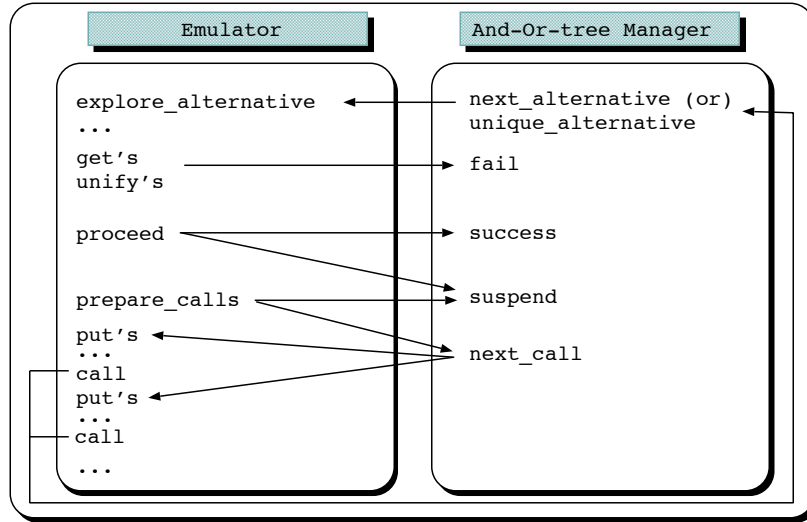 Emulator
And-Or-tree Manager
explore_alternative
...
get's
unify's
proceed
prepare_calls
put's
...
call
put's
...
call
...
next_alternative (or)
unique_alternative
fail
success
suspend
next_call